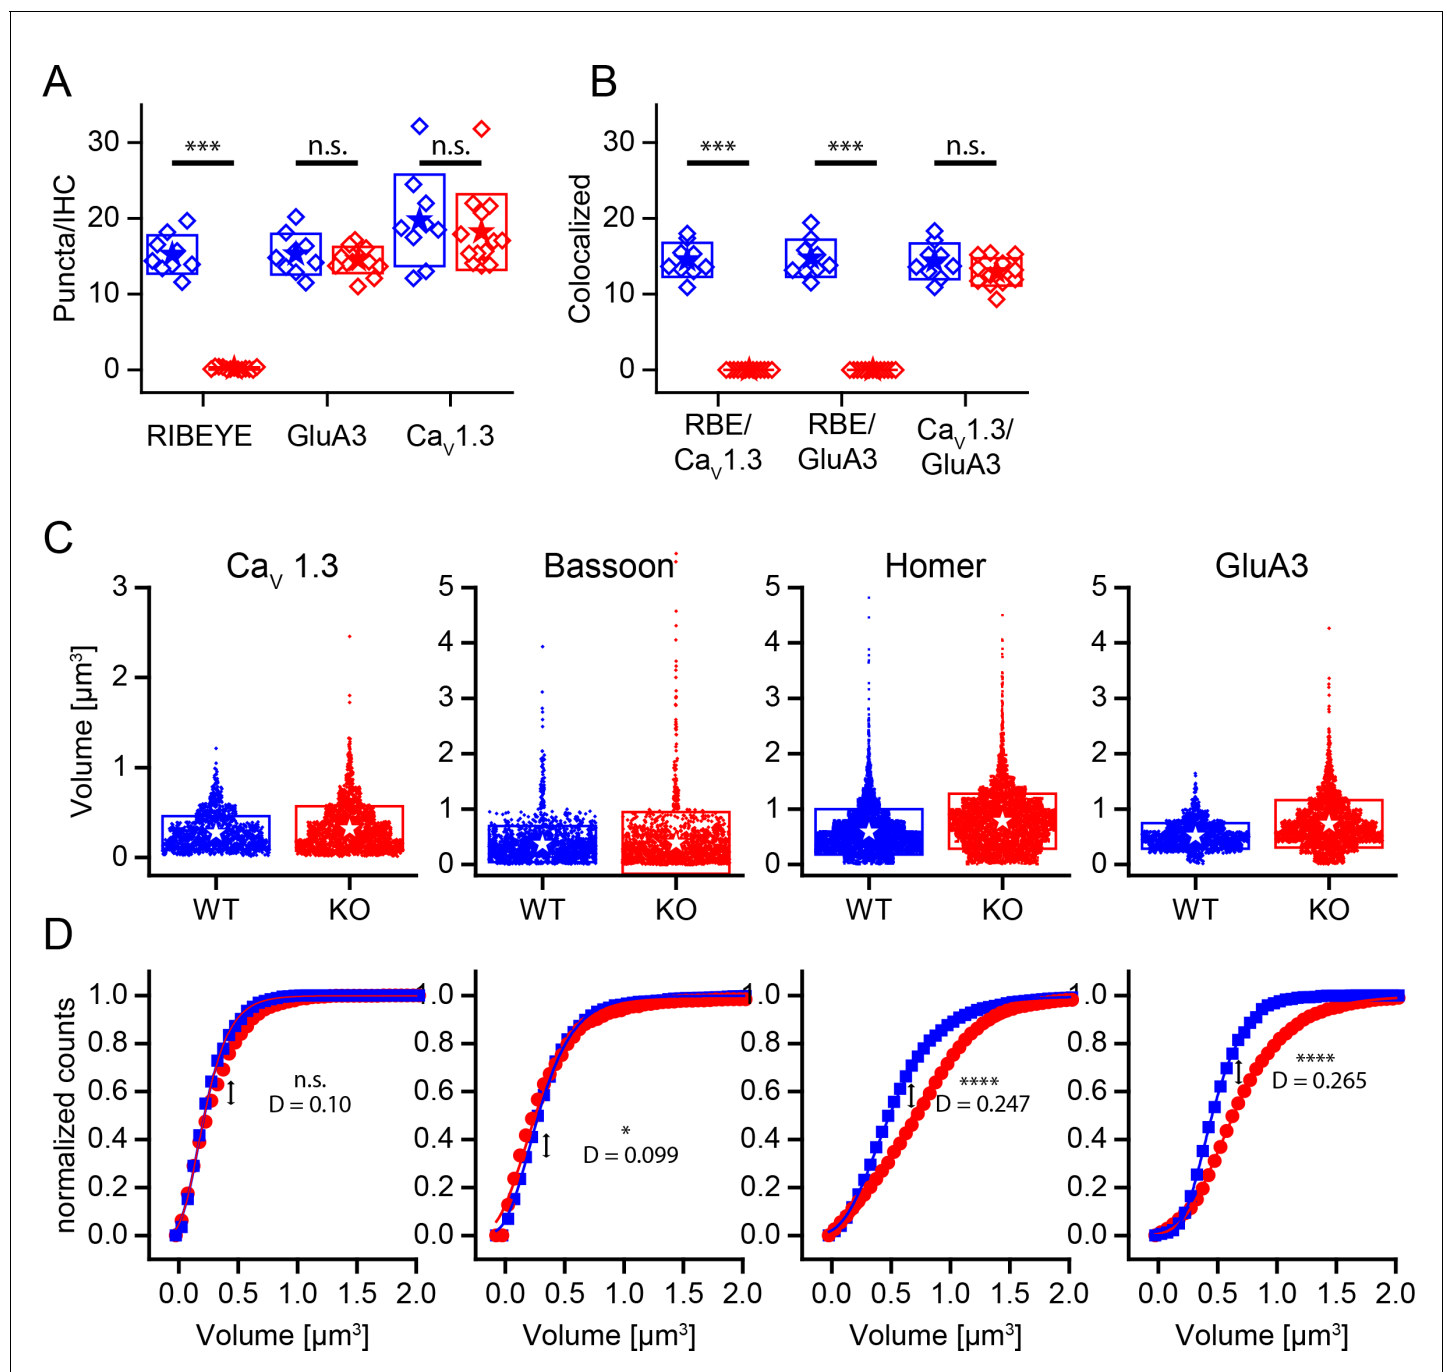 A
B
30
20
10
0
Puncta/IHC
***
n.s.
n.s.
RIBEYE
GluA3
CaV1.3
30
20
10
0
Colocalized
***
***
n.s.
RBE/
CaV1.3
RBE/
GluA3
CaV1.3/
GluA3
C
CaV 1.3
Bassoon
Homer
GluA3
Volume [µm³]
3
2
1
0
WT
KO
5
4
3
2
1
0
WT
KO
5
4
3
2
1
0
WT
KO
5
4
3
2
1
0
WT
KO
D
normalized counts
1.0
0.8
0.6
0.4
0.2
0.0
n.s.
D = 0.10
0.0 0.5 1.0 1.5 2.0
Volume [µm³]
1.0
0.8
0.6
0.4
0.2
0.0
*
D = 0.099
0.0 0.5 1.0 1.5 2.0
Volume [µm³]
1.0
0.8
0.6
0.4
0.2
0.0
****
D = 0.247
0.0 0.5 1.0 1.5 2.0
Volume [µm³]
1.0
0.8
0.6
0.4
0.2
0.0
****
D = 0.265
0.0 0.5 1.0 1.5 2.0
Volume [µm³]